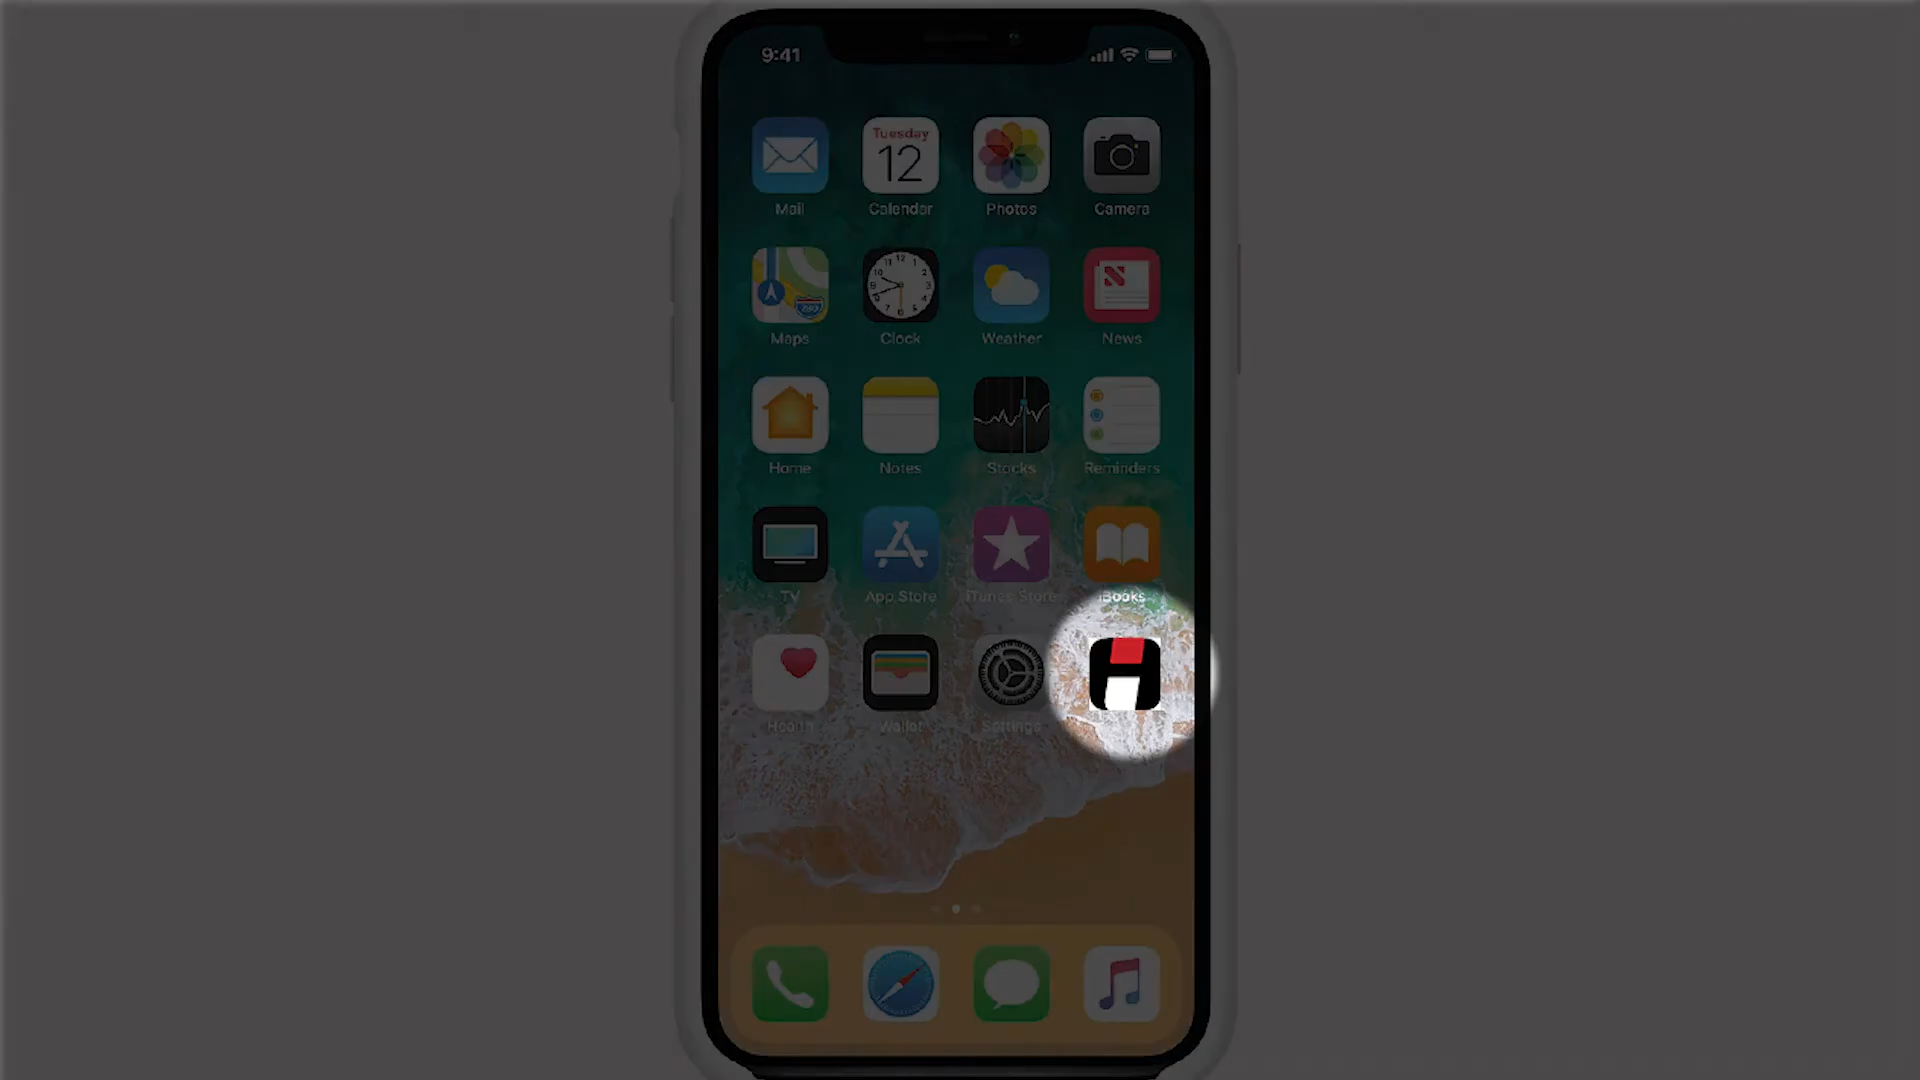 9:41
Tuesday
12
Mail Calendar Photos Camera
Maps Clock Weather News
Home Notes Stocks Reminders
TV App Store iTunes Store iBooks
Health Wallet Settings